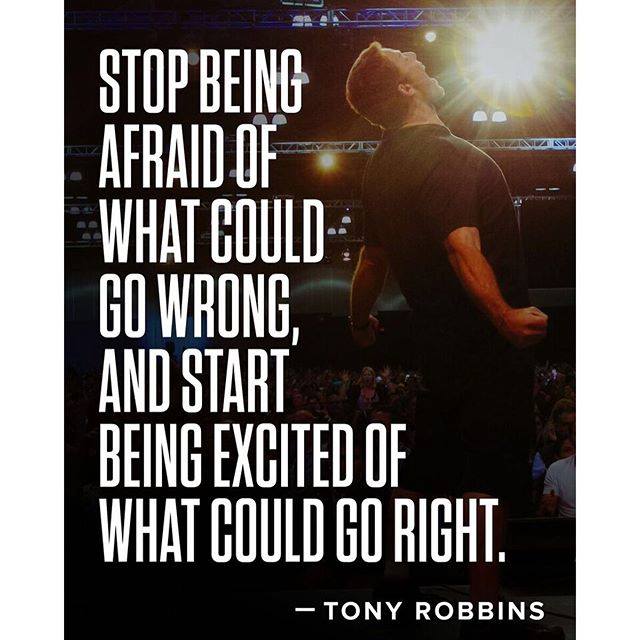 STOP BEING
AFRAID OF
WHAT COULD
GO WRONG,
AND START
BEING EXCITED OF
WHAT COULD GO RIGHT.
— TONY ROBBINS